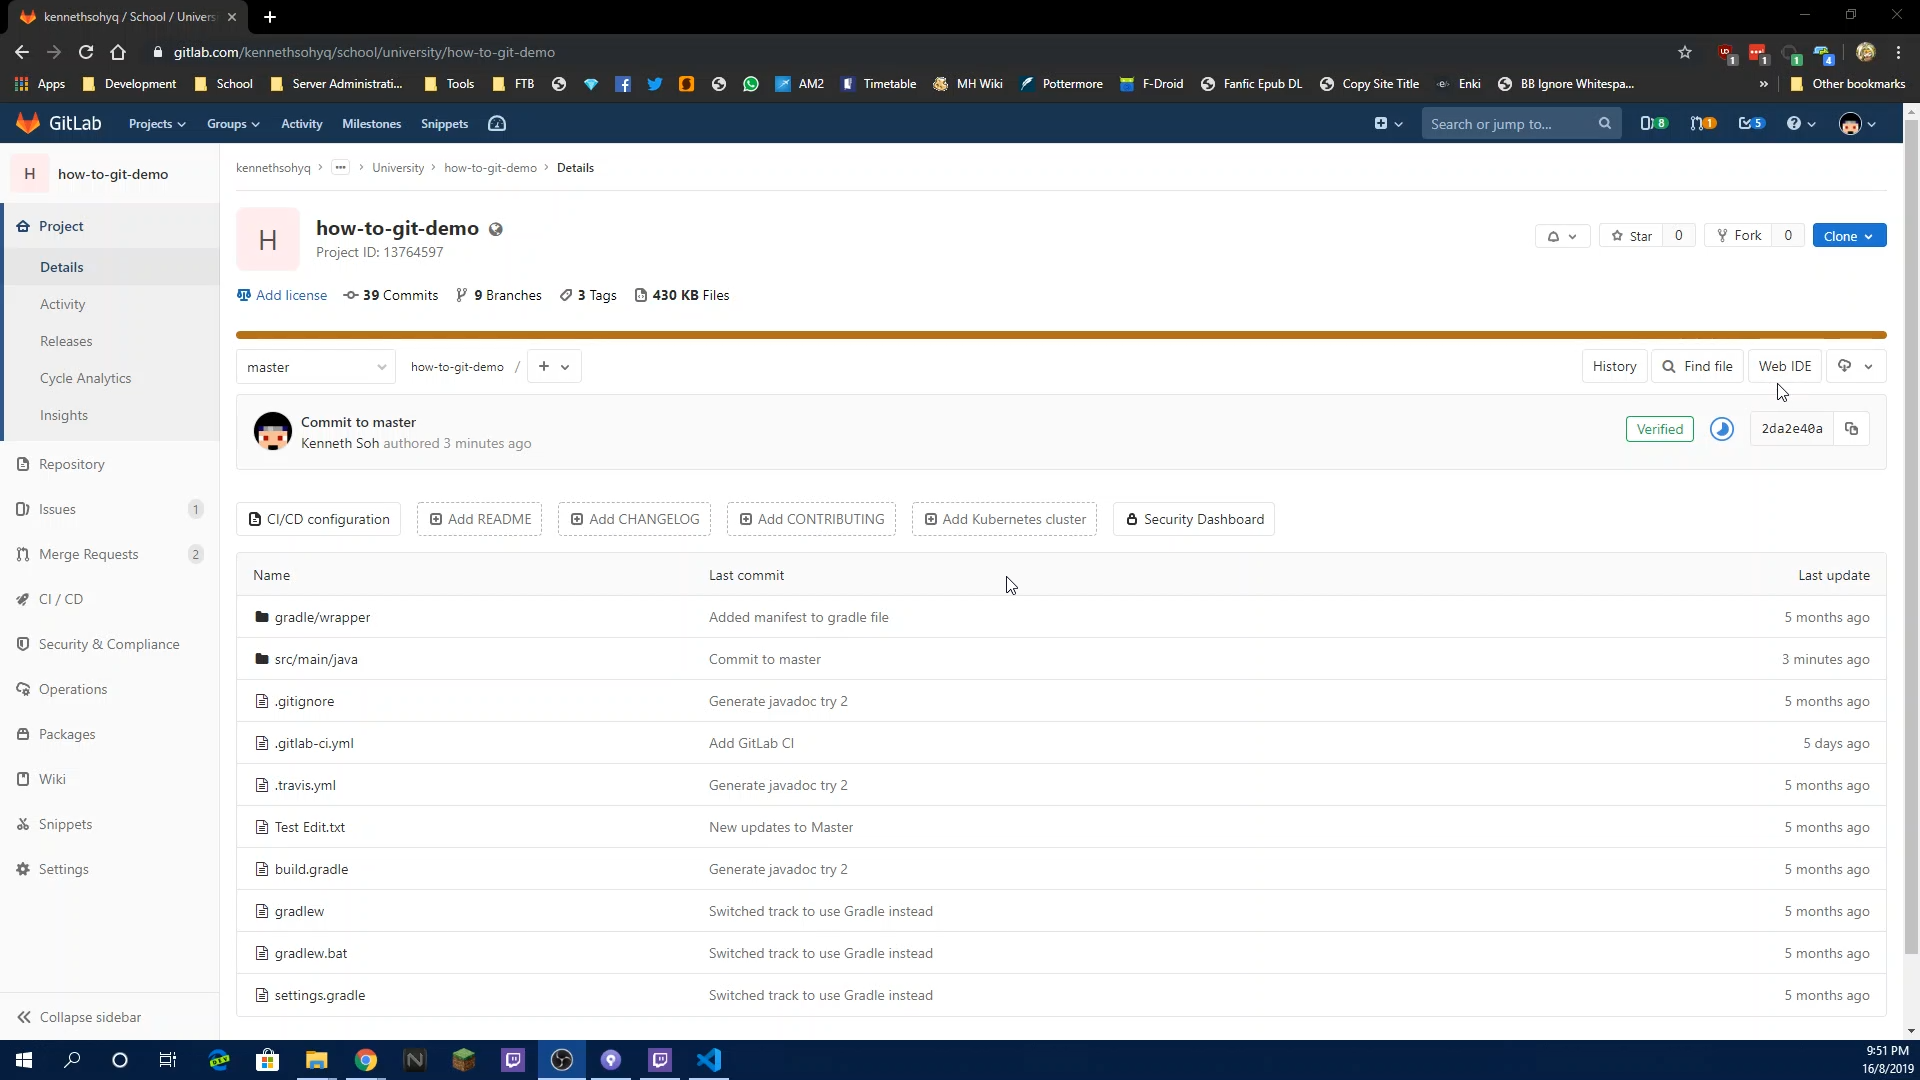 kennethsohyq / School / Univers
gitlab.com/kennethsohyq/school/university/how-to-git-demo
1 1 1 4
Apps Development School Server Administrati... Tools FTB AM2 Timetable MH Wiki Pottermore F-Droid Fanfic Epub DL Copy Site Title Enki BB Ignore Whitespa... » Other bookmarks
GitLab Projects Groups Activity Milestones Snippets Search or jump to... 8 1 5
H how-to-git-demo
kennethsohyq > ... > University > how-to-git-demo > Details
Project
Details
Activity
Releases
Cycle Analytics
Insights
Repository
Issues 1
Merge Requests 2
CI / CD
Security & Compliance
Operations
Packages
Wiki
Snippets
Settings
Collapse sidebar
H
how-to-git-demo
Project ID: 13764597
Star 0 Fork 0 Clone
Add license 39 Commits 9 Branches 3 Tags 430 KB Files
master how-to-git-demo / + History Find file Web IDE
Commit to master
Kenneth Soh authored 3 minutes ago
Verified 2da2e40a
CI/CD configuration Add README Add CHANGELOG Add CONTRIBUTING Add Kubernetes cluster Security Dashboard
Name Last commit Last update
gradle/wrapper Added manifest to gradle file 5 months ago
src/main/java Commit to master 3 minutes ago
.gitignore Generate javadoc try 2 5 months ago
.gitlab-ci.yml Add GitLab CI 5 days ago
.travis.yml Generate javadoc try 2 5 months ago
Test Edit.txt New updates to Master 5 months ago
build.gradle Generate javadoc try 2 5 months ago
gradlew Switched track to use Gradle instead 5 months ago
gradlew.bat Switched track to use Gradle instead 5 months ago
settings.gradle Switched track to use Gradle instead 5 months ago
9:51 PM
16/8/2019